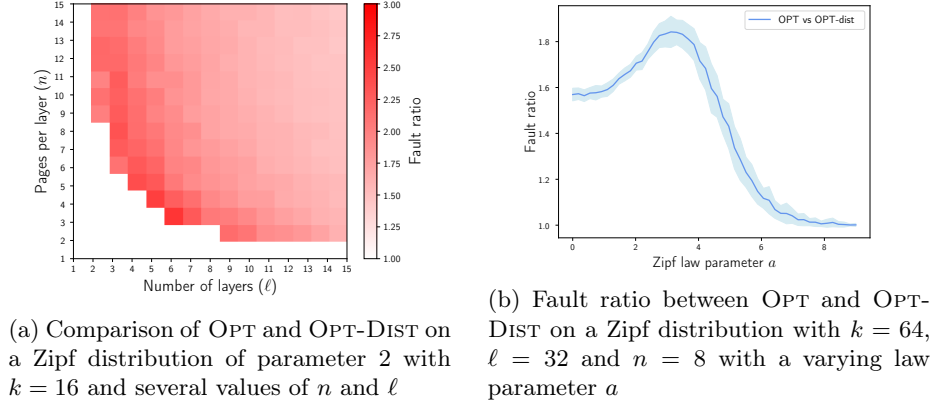 15
14
13
12
11
10
9
8
7
6
5
4
3
2
1
Pages per layer (n)
1 2 3 4 5 6 7 8 9 10 11 12 13 14 15
Number of layers (ℓ)
3.00
2.75
2.50
2.25
2.00
1.75
1.50
1.25
1.00
Fault ratio
OPT vs OPT-dist
1.8
1.6
1.4
1.2
1.0
Fault ratio
0 2 4 6 8
Zipf law parameter a
(a) Comparison of OPT and OPT-DIST on
a Zipf distribution of parameter 2 with
k = 16 and several values of n and ℓ
(b) Fault ratio between OPT and OPT-
DIST on a Zipf distribution with k = 64,
ℓ = 32 and n = 8 with a varying law
parameter a